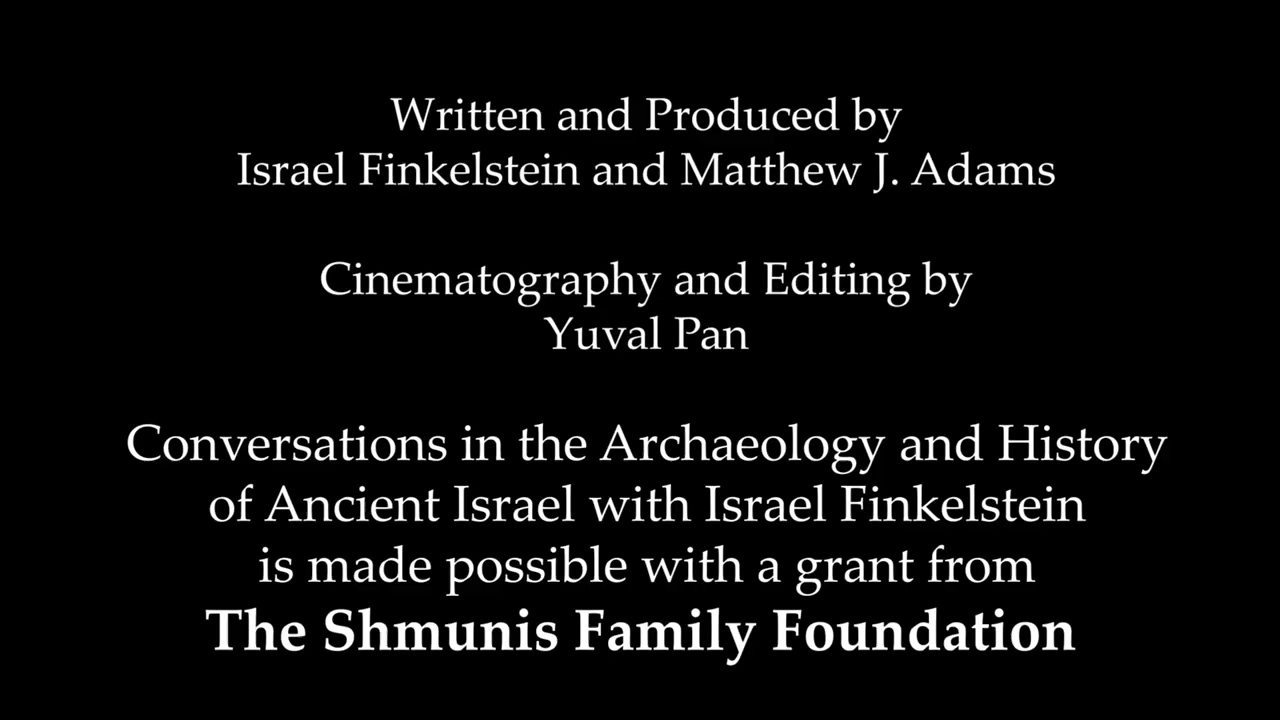 Written and Produced by
Israel Finkelstein and Matthew J. Adams
Cinematography and Editing by
Yuval Pan
Conversations in the Archaeology and History
of Ancient Israel with Israel Finkelstein
is made possible with a grant from
The Shmunis Family Foundation